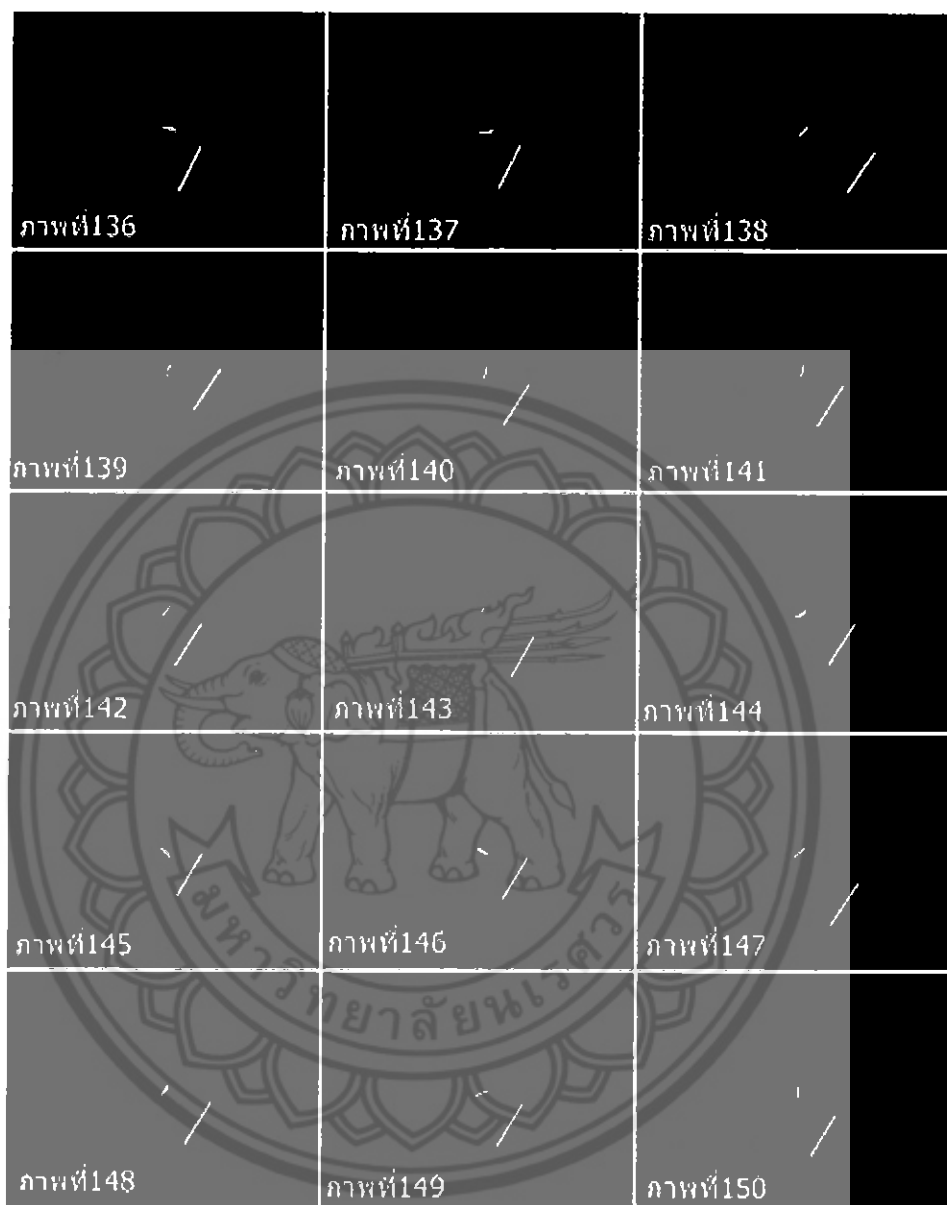 ภาพที่136 ภาพที่137 ภาพที่138
ภาพที่139 ภาพที่140 ภาพที่141
ภาพที่142 ภาพที่143 ภาพที่144
ภาพที่145 ภาพที่146 ภาพที่147
มหาวิทยาลัยนเรศวร
ภาพที่148 ภาพที่149 ภาพที่150